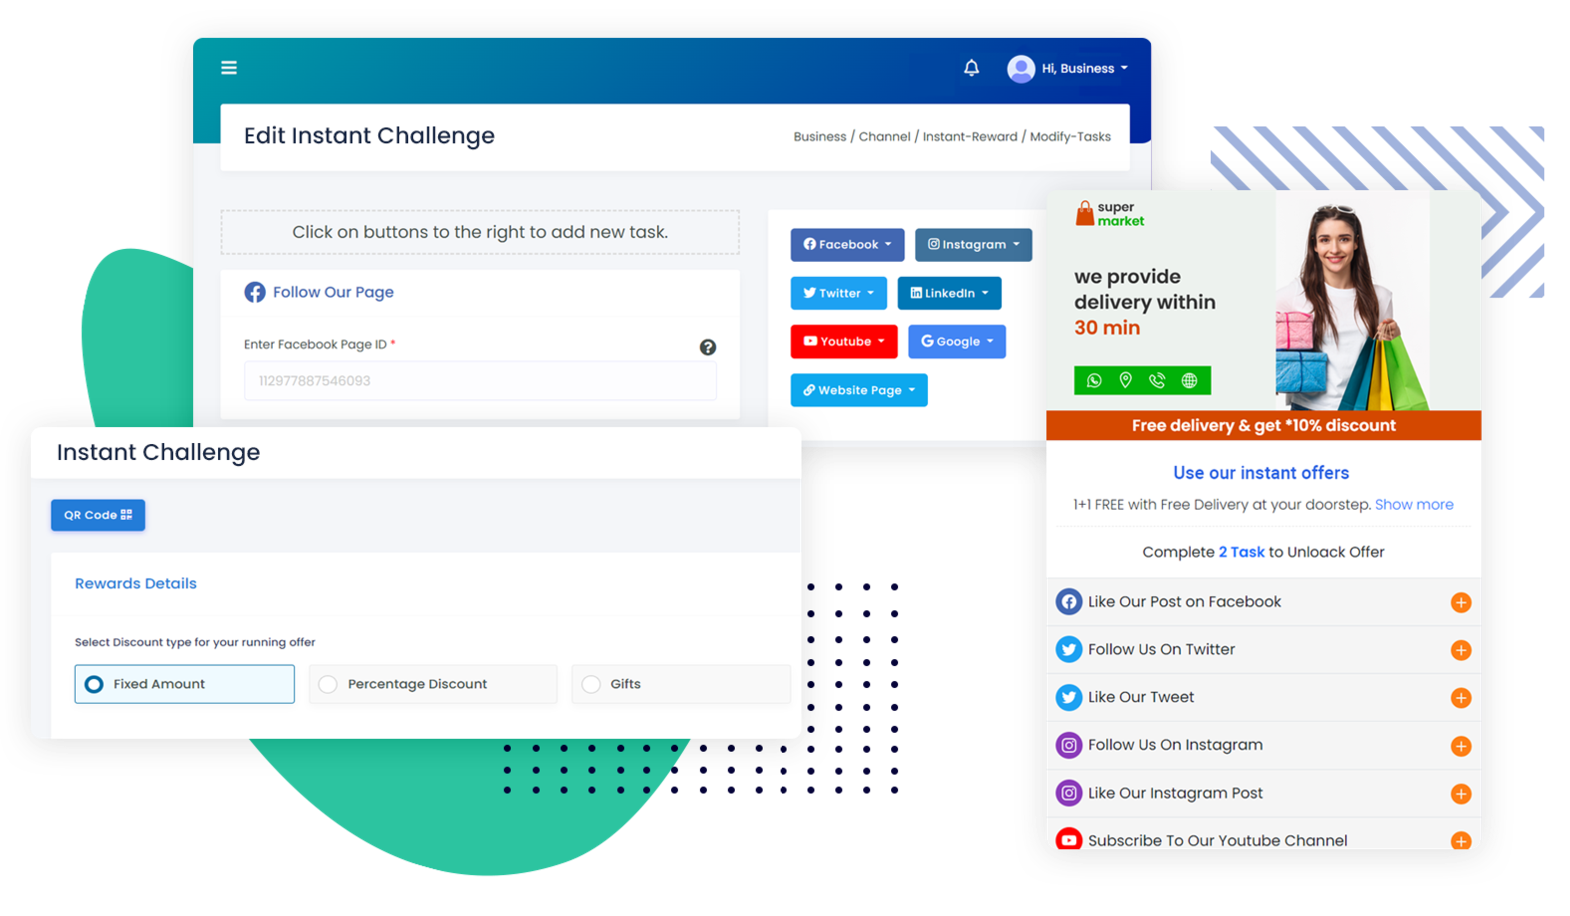 Hi, Business
Edit Instant Challenge
Business / Channel / Instant-Reward / Modify-Tasks
Click on buttons to the right to add new task.
Follow Our Page
Enter Facebook Page ID *
112977887546093
Facebook
Instagram
Twitter
LinkedIn
Youtube
Google
Website Page
Instant Challenge
QR Code
Rewards Details
Select Discount type for your running offer
Fixed Amount
Percentage Discount
Gifts
super
market
we provide
delivery within
30 min
Free delivery & get *10% discount
Use our instant offers
1+1 FREE with Free Delivery at your doorstep. Show more
Complete 2 Task to Unloack Offer
Like Our Post on Facebook
Follow Us On Twitter
Like Our Tweet
Follow Us On Instagram
Like Our Instagram Post
Subscribe To Our Youtube Channel